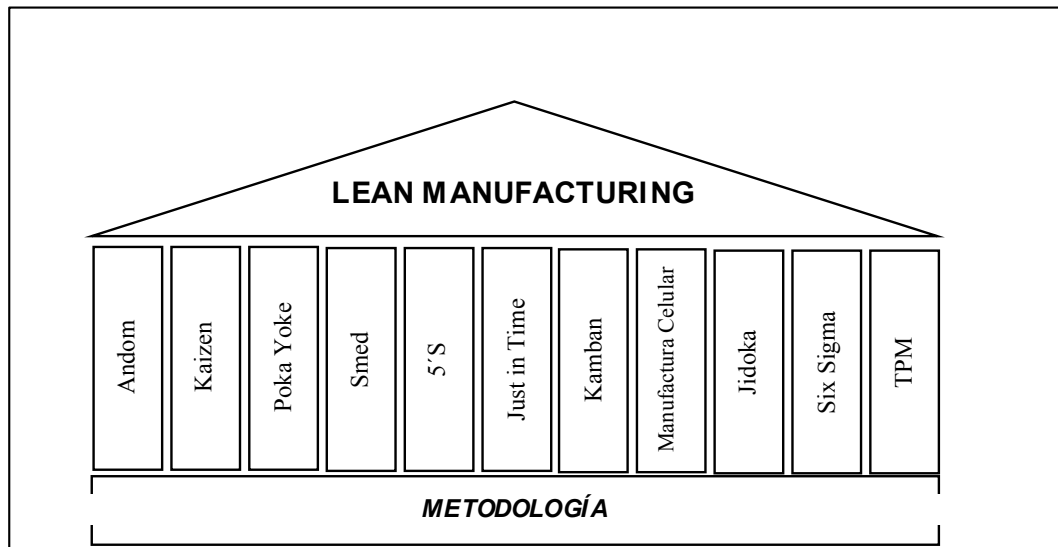 LEAN MANUFACTURING
Andom
Kaizen
Poka Yoke
Smed
5´S
Just in Time
Kamban
Manufactura Celular
Jidoka
Six Sigma
TPM
METODOLOGÍA